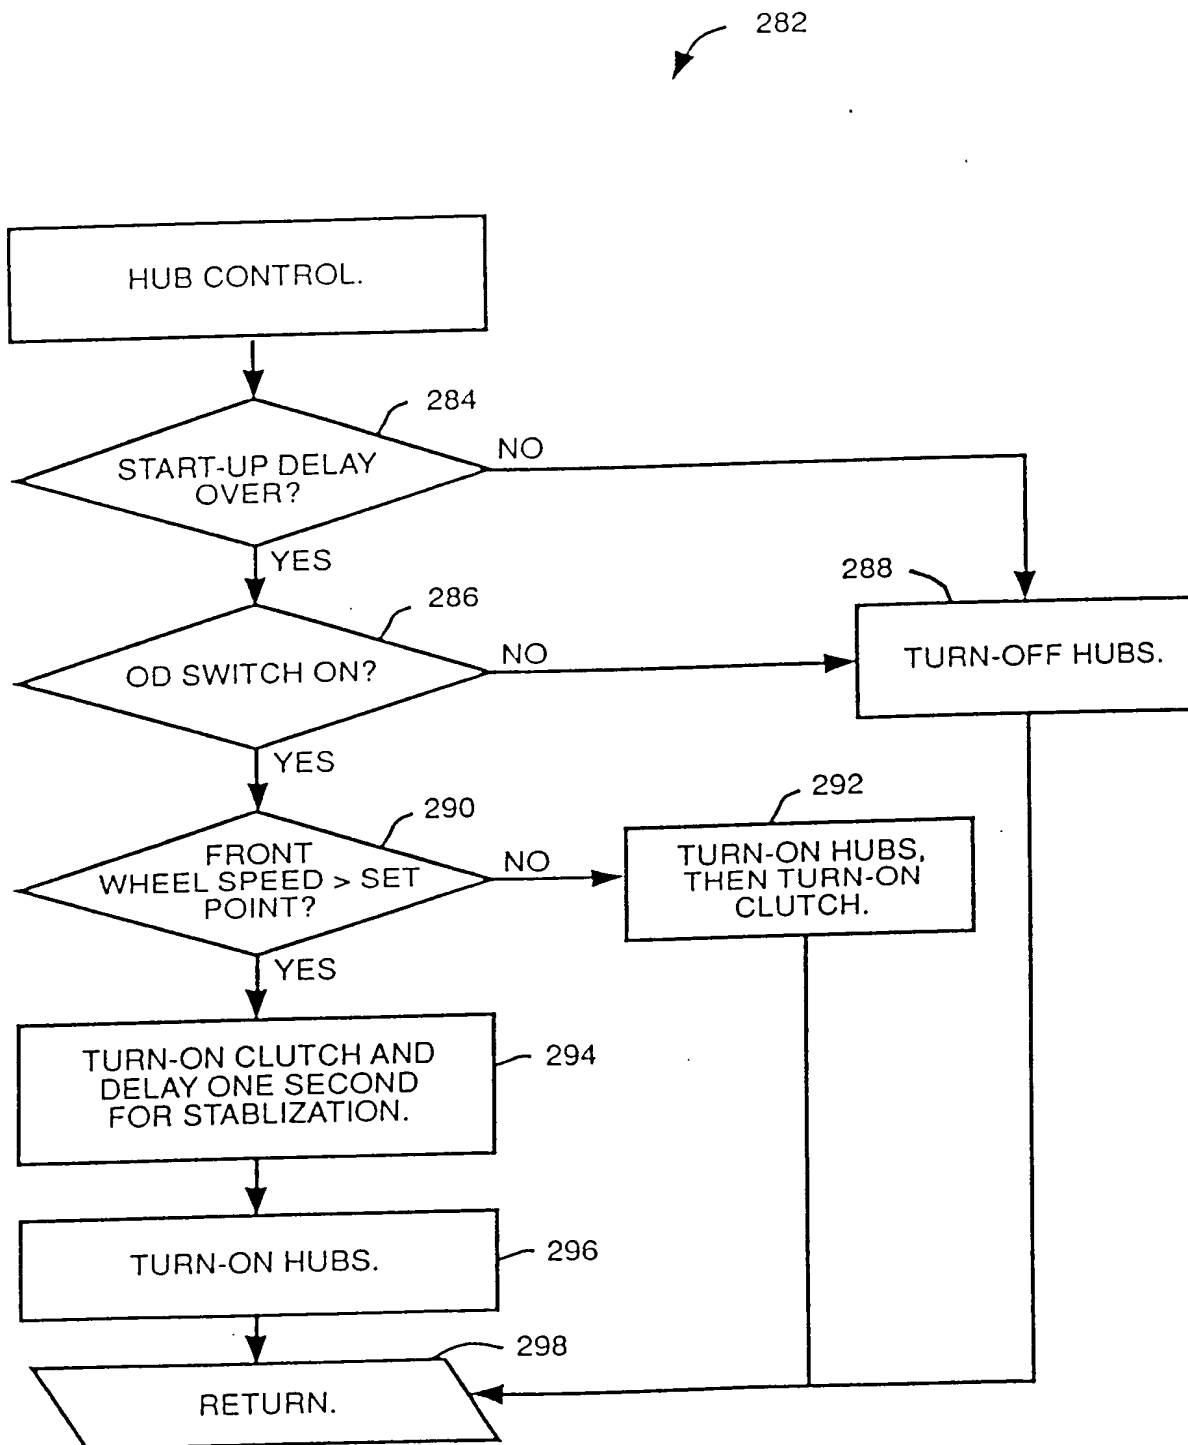 282
HUB CONTROL.
284
START-UP DELAY
OVER?
NO
YES
286
OD SWITCH ON?
NO
288
TURN-OFF HUBS.
YES
290
FRONT
WHEEL SPEED > SET
POINT?
NO
292
TURN-ON HUBS,
THEN TURN-ON
CLUTCH.
YES
TURN-ON CLUTCH AND
DELAY ONE SECOND
FOR STABLIZATION.
294
TURN-ON HUBS.
296
298
RETURN.